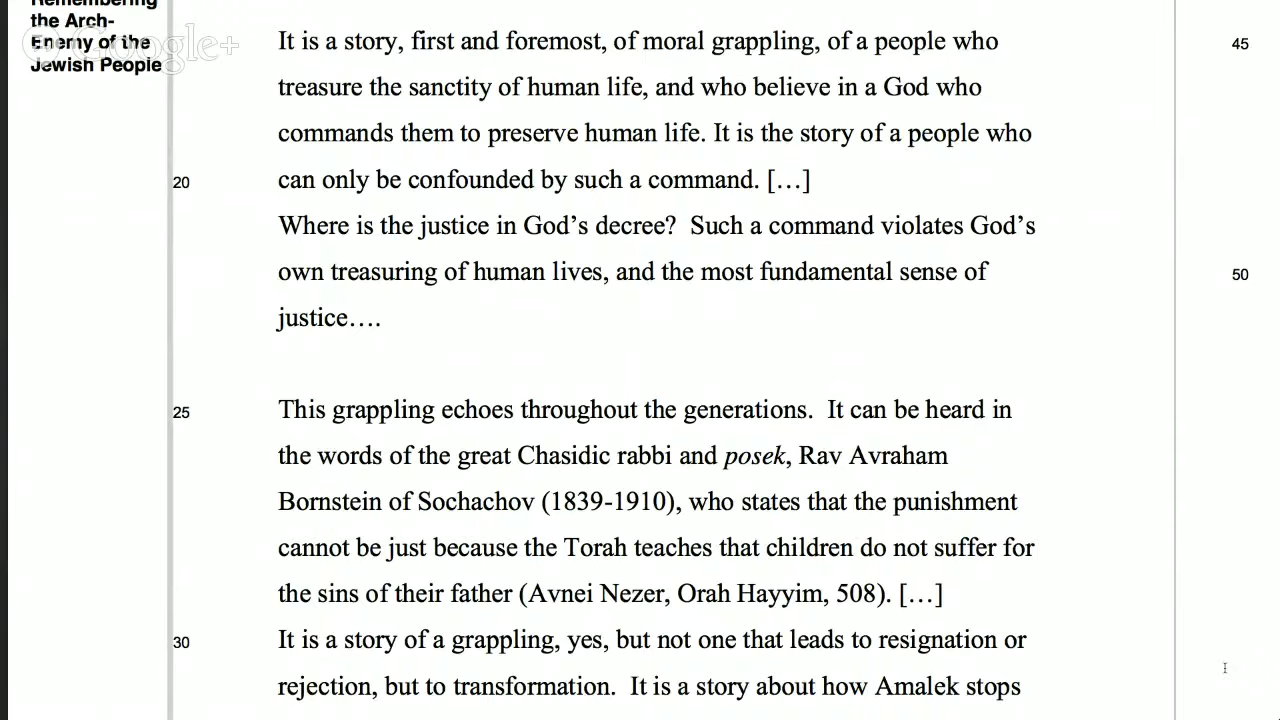 Remembering
the Arch-
Enemy of the
Jewish People
Google+
It is a story, first and foremost, of moral grappling, of a people who
45
treasure the sanctity of human life, and who believe in a God who
commands them to preserve human life. It is the story of a people who
20
can only be confounded by such a command. […]
Where is the justice in God’s decree?  Such a command violates God’s
own treasuring of human lives, and the most fundamental sense of
50
justice….
25
This grappling echoes throughout the generations.  It can be heard in
the words of the great Chasidic rabbi and posek, Rav Avraham
Bornstein of Sochachov (1839-1910), who states that the punishment
cannot be just because the Torah teaches that children do not suffer for
the sins of their father (Avnei Nezer, Orah Hayyim, 508). […]
30
It is a story of a grappling, yes, but not one that leads to resignation or
rejection, but to transformation.  It is a story about how Amalek stops